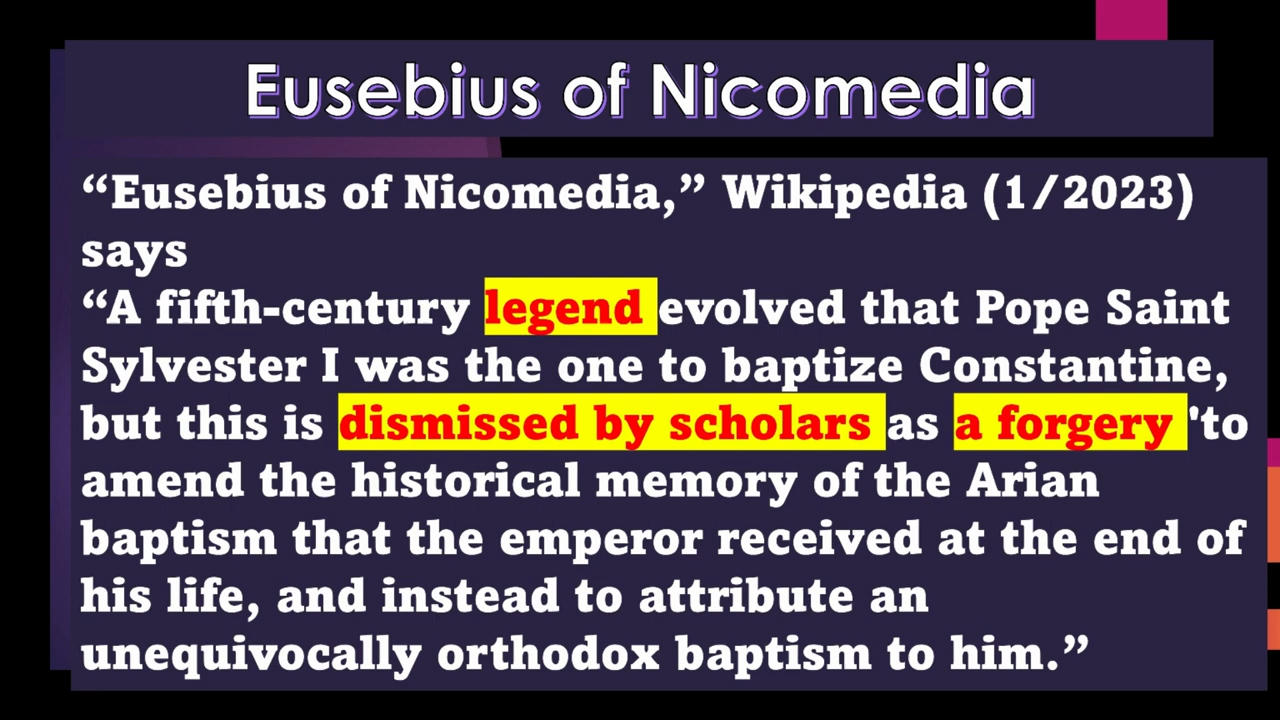 Eusebius of Nicomedia
“Eusebius of Nicomedia,” Wikipedia (1/2023)
says
“A fifth-century legend evolved that Pope Saint
Sylvester I was the one to baptize Constantine,
but this is dismissed by scholars as a forgery 'to
amend the historical memory of the Arian
baptism that the emperor received at the end of
his life, and instead to attribute an
unequivocally orthodox baptism to him.”